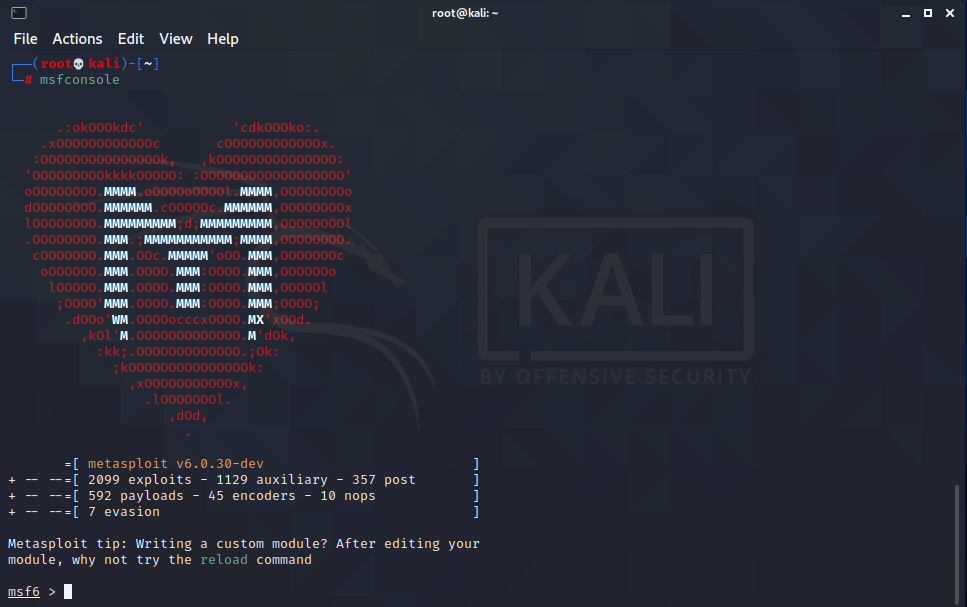 root@kali: ~
File Actions Edit View Help
┌──(root💀kali)-[~]
└─# msfconsole
.:okOOOkdc' 'cdkOOOko:.
.xOOOOOOOOOOOOc cOOOOOOOOOOOOx.
:OOOOOOOOOOOOOOOk, ,kOOOOOOOOOOOOOOO:
'OOOOOOOOOkkkkOOOOO: :OOOOOOOOOOOOOOOOOO'
oOOOOOOOO.MMMM.oOOOOoOOOOl.MMMM,OOOOOOOOo
dOOOOOOOO.MMMMMM.cOOOOOc.MMMMMM,OOOOOOOOx
lOOOOOOOO.MMMMMMMMM;d;MMMMMMMMM,OOOOOOOOl
.OOOOOOOO.MMM.;MMMMMMMMMMM;MMMM,OOOOOOOO.
cOOOOOOO.MMM.OOc.MMMMM'oOO.MMM,OOOOOOOc
oOOOOOO.MMM.OOOO.MMM:OOOO.MMM,OOOOOOo
lOOOOO.MMM.OOOO.MMM:OOOO.MMM,OOOOOl
;OOOO'MMM.OOOO.MMM:OOOO.MMM;OOOO;
.dOOo'WM.OOOOocccxOOOO.MX'xOOd.
,kOl'M.OOOOOOOOOOOOO.M'dOk,
:kk;.OOOOOOOOOOOOO.;Ok:
;kOOOOOOOOOOOOOOOk:
,xOOOOOOOOOOOx,
.lOOOOOOOl.
,dOd,
.
KALI
BY OFFENSIVE SECURITY
=[ metasploit v6.0.30-dev ]
+ -- --=[ 2099 exploits - 1129 auxiliary - 357 post ]
+ -- --=[ 592 payloads - 45 encoders - 10 nops ]
+ -- --=[ 7 evasion ]
Metasploit tip: Writing a custom module? After editing your
module, why not try the reload command
msf6 >